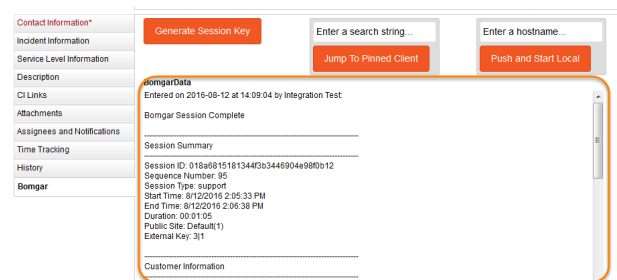 Contact Information*
Incident Information
Service Level Information
Description
CI Links
Attachments
Assignees and Notifications
Time Tracking
History
Bomgar
Generate Session Key
Enter a search string...
Jump To Pinned Client
Enter a hostname...
Push and Start Local
BomgarData
Entered on 2016-08-12 at 14:09:04 by Integration Test:
Bomgar Session Complete
Session Summary
Session ID: 018a6815181344f3b3446904e98f0b12
Sequence Number: 95
Session Type: support
Start Time: 8/12/2016 2:05:33 PM
End Time: 8/12/2016 2:06:38 PM
Duration: 00:01:05
Public Site: Default(1)
External Key: 3|1
Customer Information